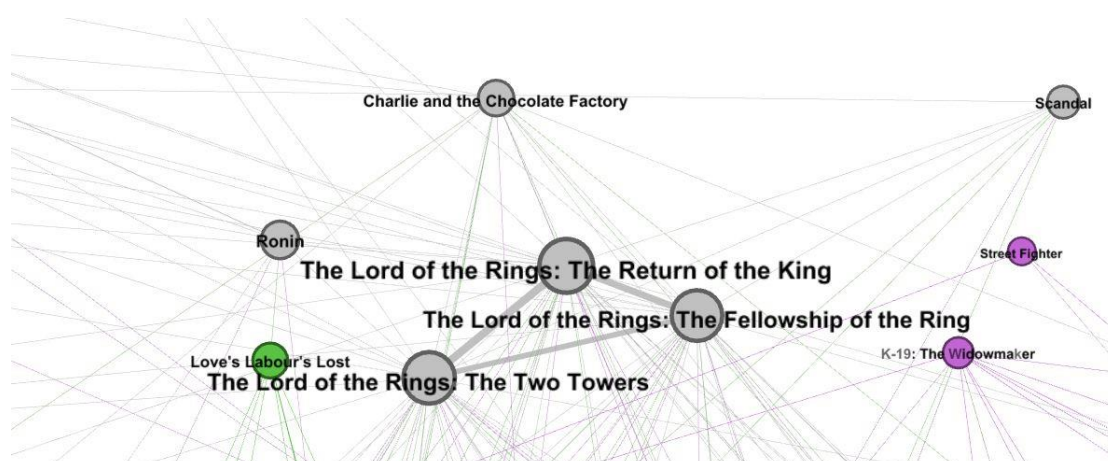 Charlie and the Chocolate Factory
Scandal
Ronin
Street Fighter
The Lord of the Rings: The Return of the King
The Lord of the Rings: The Fellowship of the Ring
K-19: The Widowmaker
Love's Labour's Lost
The Lord of the Rings: The Two Towers